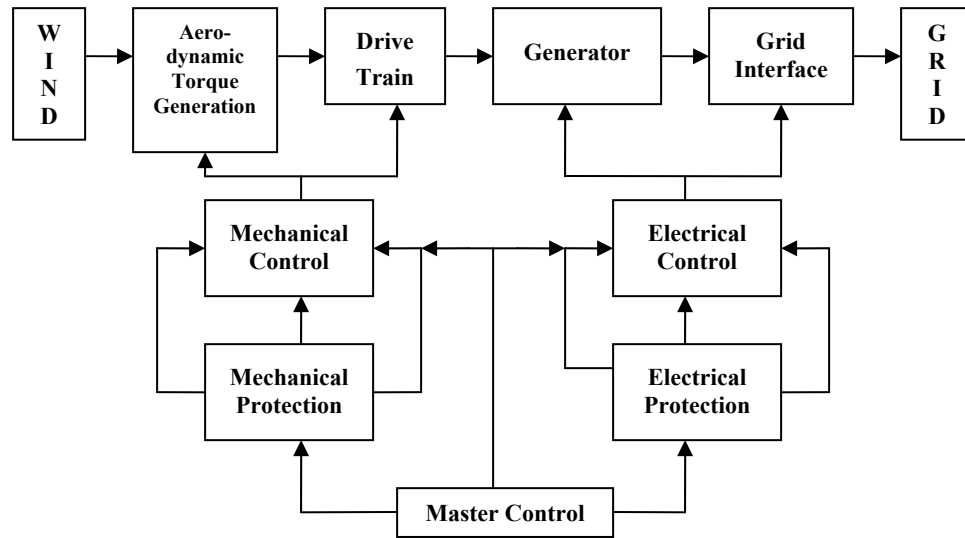 W
I
N
D
Aero-
dynamic
Torque
Generation
Drive
Train
Generator
Grid
Interface
G
R
I
D
Mechanical
Control
Electrical
Control
Mechanical
Protection
Electrical
Protection
Master Control